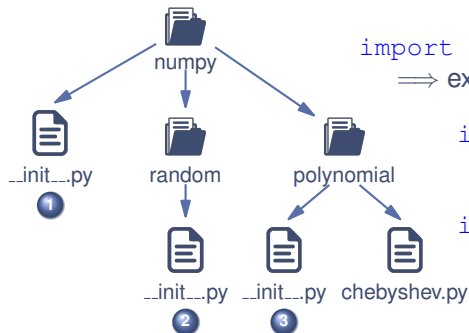 numpy
import
⟹ ex
__init__.py
random
polynomial
i
1
i
__init__.py
__init__.py
chebyshev.py
2
3